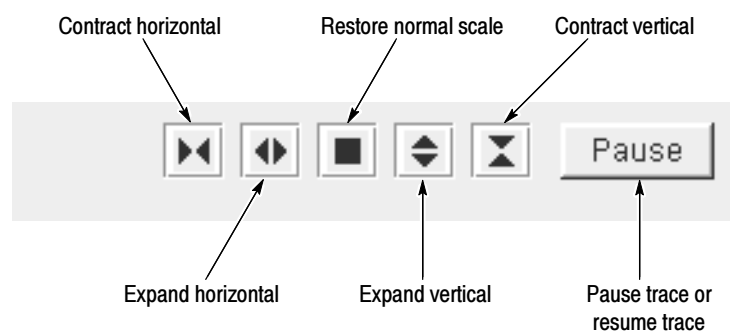 Contract horizontal
Restore normal scale
Contract vertical
Pause
Expand horizontal
Expand vertical
Pause trace or
resume trace